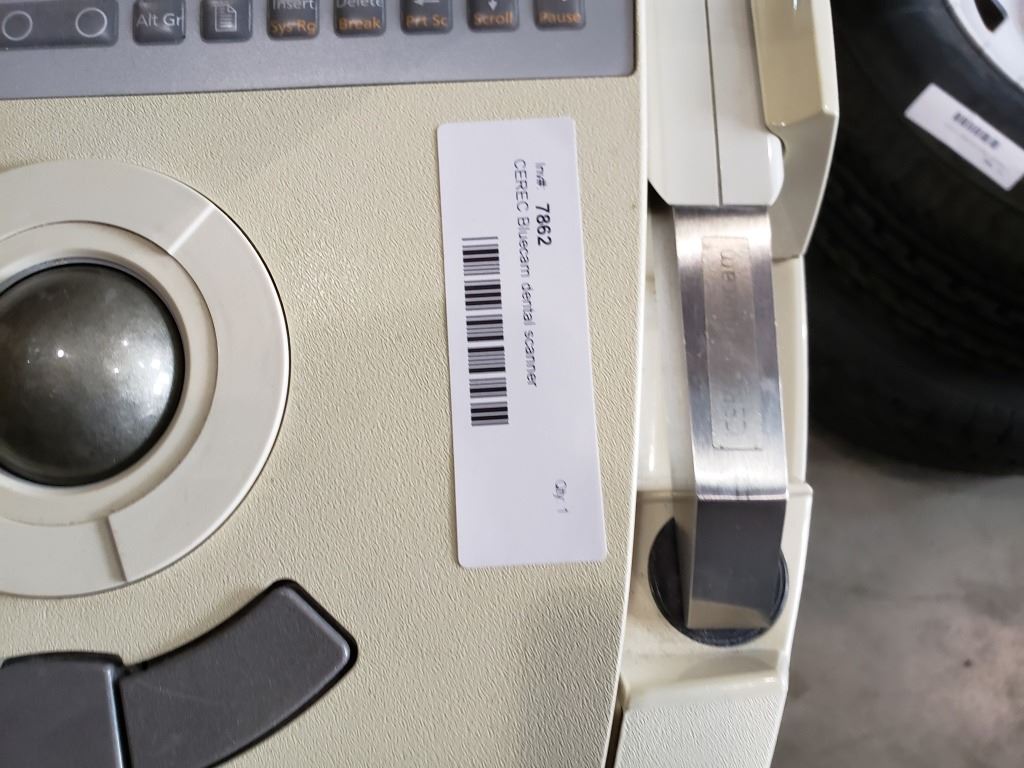 Alt Gr
Insert
Sys Rq
Delete
Break
Prt Sc
Scroll
Pause
Inv#: 7862
CEREC Bluecam dental scanner
Qty: 1